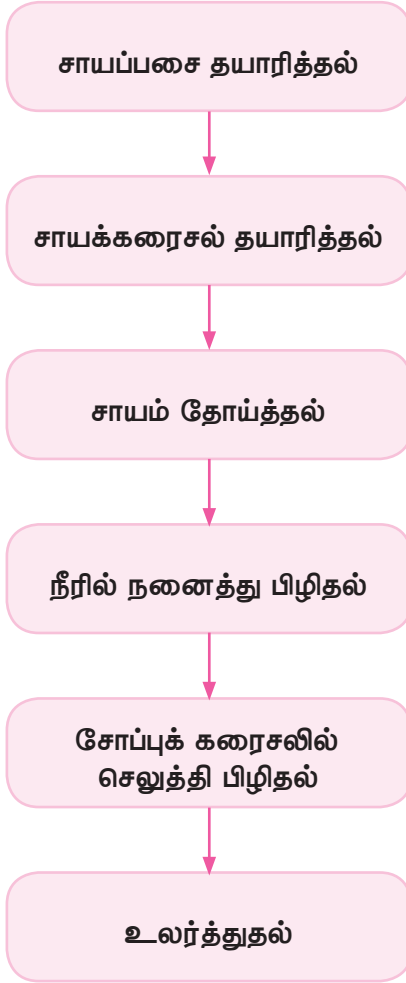 சாயப்பசை தயாரித்தல்
சாயக்கரைசல் தயாரித்தல்
சாயம் தோய்த்தல்
நீரில் நனைத்து பிழிதல்
சோப்புக் கரைசலில்
செலுத்தி பிழிதல்
உலர்த்துதல்